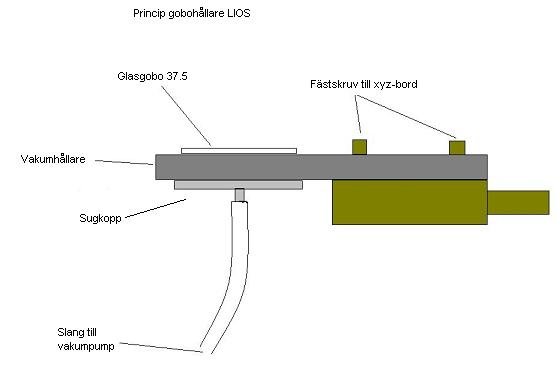 Princip gobohållare LIOS
Glasgobo 37.5
Fästskruv till xyz-bord
Vakumhållare
Sugkopp
Slang till
vakumpump